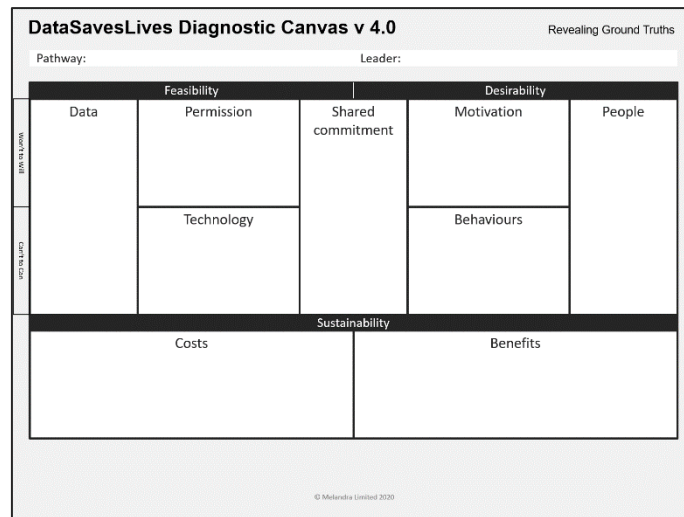 DataSavesLives Diagnostic Canvas v 4.0
Revealing Ground Truths
Pathway:
Leader:
Feasibility
Desirability
Won't to Will
Can't to Can
Data
Permission
Shared
commitment
Motivation
People
Technology
Behaviours
Sustainability
Costs
Benefits
© Melandra Limited 2020